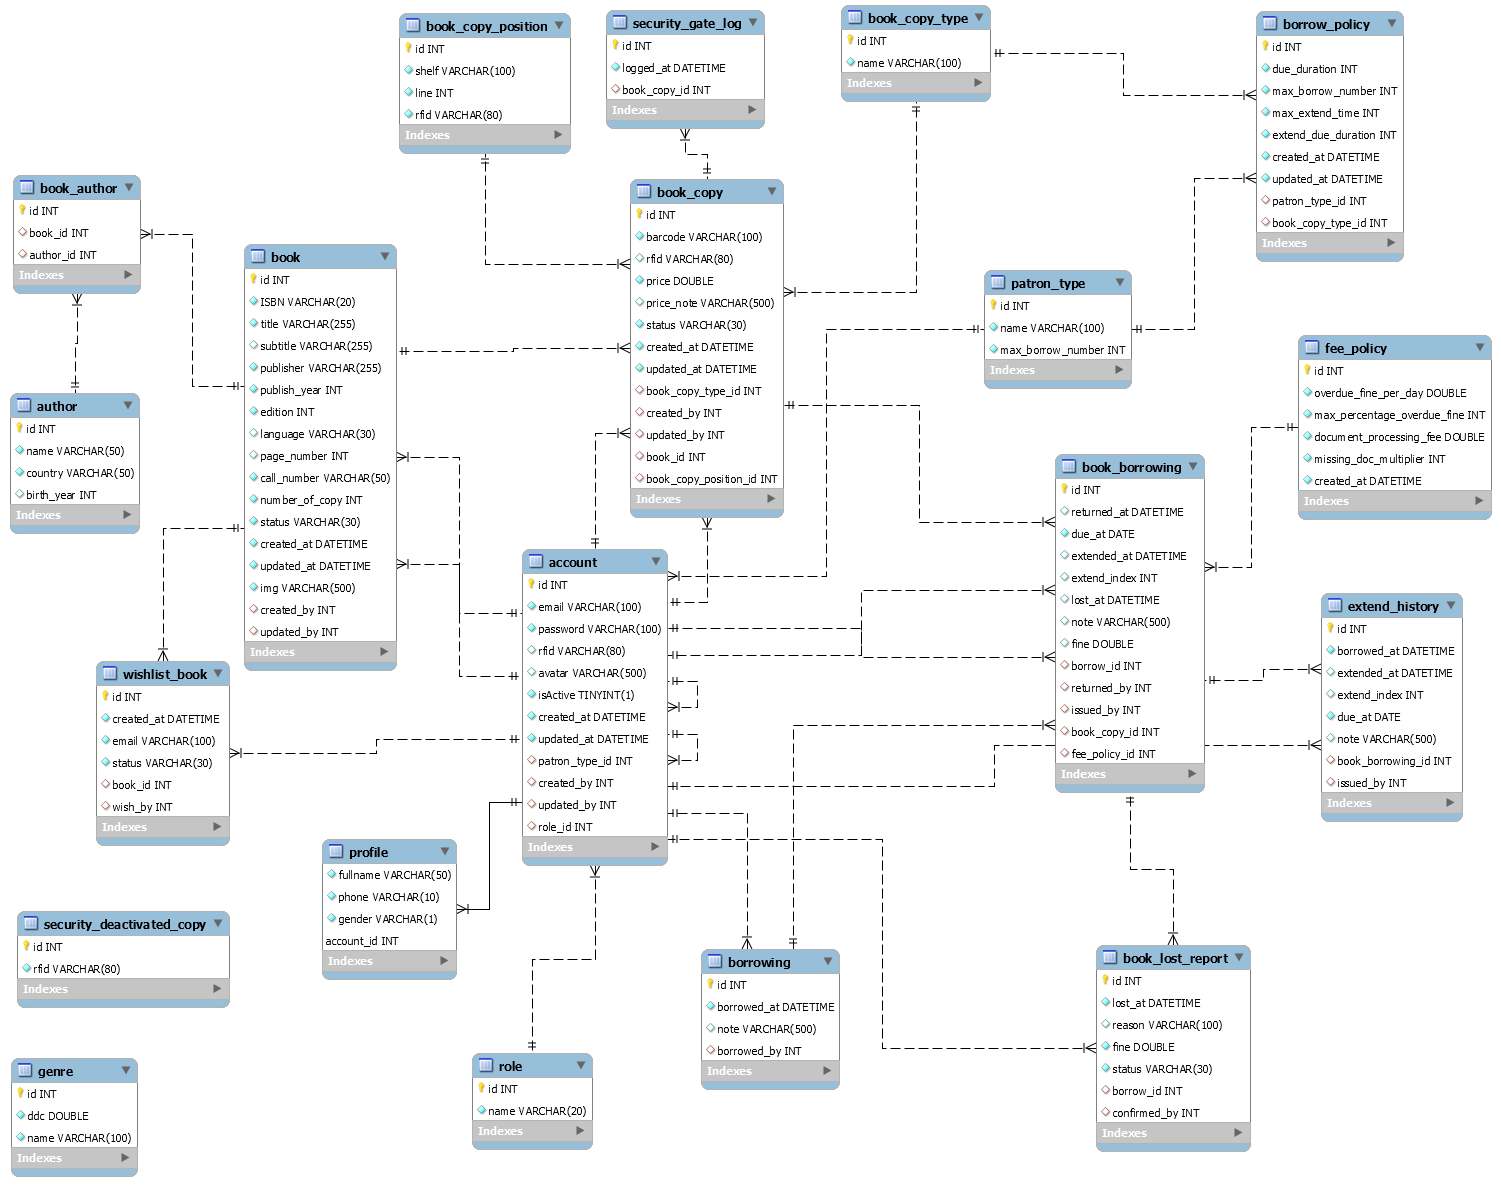 book_copy_position
id INT
shelf VARCHAR(100)
line INT
rfid VARCHAR(80)
Indexes
security_gate_log
id INT
logged_at DATETIME
book_copy_id INT
Indexes
book_copy_type
id INT
name VARCHAR(100)
Indexes
borrow_policy
id INT
due_duration INT
max_borrow_number INT
max_extend_time INT
extend_due_duration INT
created_at DATETIME
updated_at DATETIME
patron_type_id INT
book_copy_type_id INT
Indexes
book_author
id INT
book_id INT
author_id INT
Indexes
book
id INT
ISBN VARCHAR(20)
title VARCHAR(255)
subtitle VARCHAR(255)
publisher VARCHAR(255)
publish_year INT
edition INT
language VARCHAR(30)
page_number INT
call_number VARCHAR(50)
number_of_copy INT
status VARCHAR(30)
created_at DATETIME
updated_at DATETIME
img VARCHAR(500)
created_by INT
updated_by INT
Indexes
book_copy
id INT
barcode VARCHAR(100)
rfid VARCHAR(80)
price DOUBLE
price_note VARCHAR(500)
status VARCHAR(30)
created_at DATETIME
updated_at DATETIME
book_copy_type_id INT
created_by INT
updated_by INT
book_id INT
book_copy_position_id INT
Indexes
patron_type
id INT
name VARCHAR(100)
max_borrow_number INT
Indexes
fee_policy
id INT
overdue_fine_per_day DOUBLE
max_percentage_overdue_fine INT
document_processing_fee DOUBLE
missing_doc_multiplier INT
created_at DATETIME
Indexes
author
id INT
name VARCHAR(50)
country VARCHAR(50)
birth_year INT
Indexes
book_borrowing
id INT
returned_at DATETIME
due_at DATE
extended_at DATETIME
extend_index INT
lost_at DATETIME
note VARCHAR(500)
fine DOUBLE
borrow_id INT
returned_by INT
issued_by INT
book_copy_id INT
fee_policy_id INT
Indexes
account
id INT
email VARCHAR(100)
password VARCHAR(100)
rfid VARCHAR(80)
avatar VARCHAR(500)
isActive TINYINT(1)
created_at DATETIME
updated_at DATETIME
patron_type_id INT
created_by INT
updated_by INT
role_id INT
Indexes
extend_history
id INT
borrowed_at DATETIME
extended_at DATETIME
extend_index INT
due_at DATE
note VARCHAR(500)
book_borrowing_id INT
issued_by INT
Indexes
wishlist_book
id INT
created_at DATETIME
email VARCHAR(100)
status VARCHAR(30)
book_id INT
wish_by INT
Indexes
profile
fullname VARCHAR(50)
phone VARCHAR(10)
gender VARCHAR(1)
account_id INT
Indexes
security_deactivated_copy
id INT
rfid VARCHAR(80)
Indexes
borrowing
id INT
borrowed_at DATETIME
note VARCHAR(500)
borrowed_by INT
Indexes
book_lost_report
id INT
lost_at DATETIME
reason VARCHAR(100)
fine DOUBLE
status VARCHAR(30)
borrow_id INT
confirmed_by INT
Indexes
genre
id INT
ddc DOUBLE
name VARCHAR(100)
Indexes
role
id INT
name VARCHAR(20)
Indexes